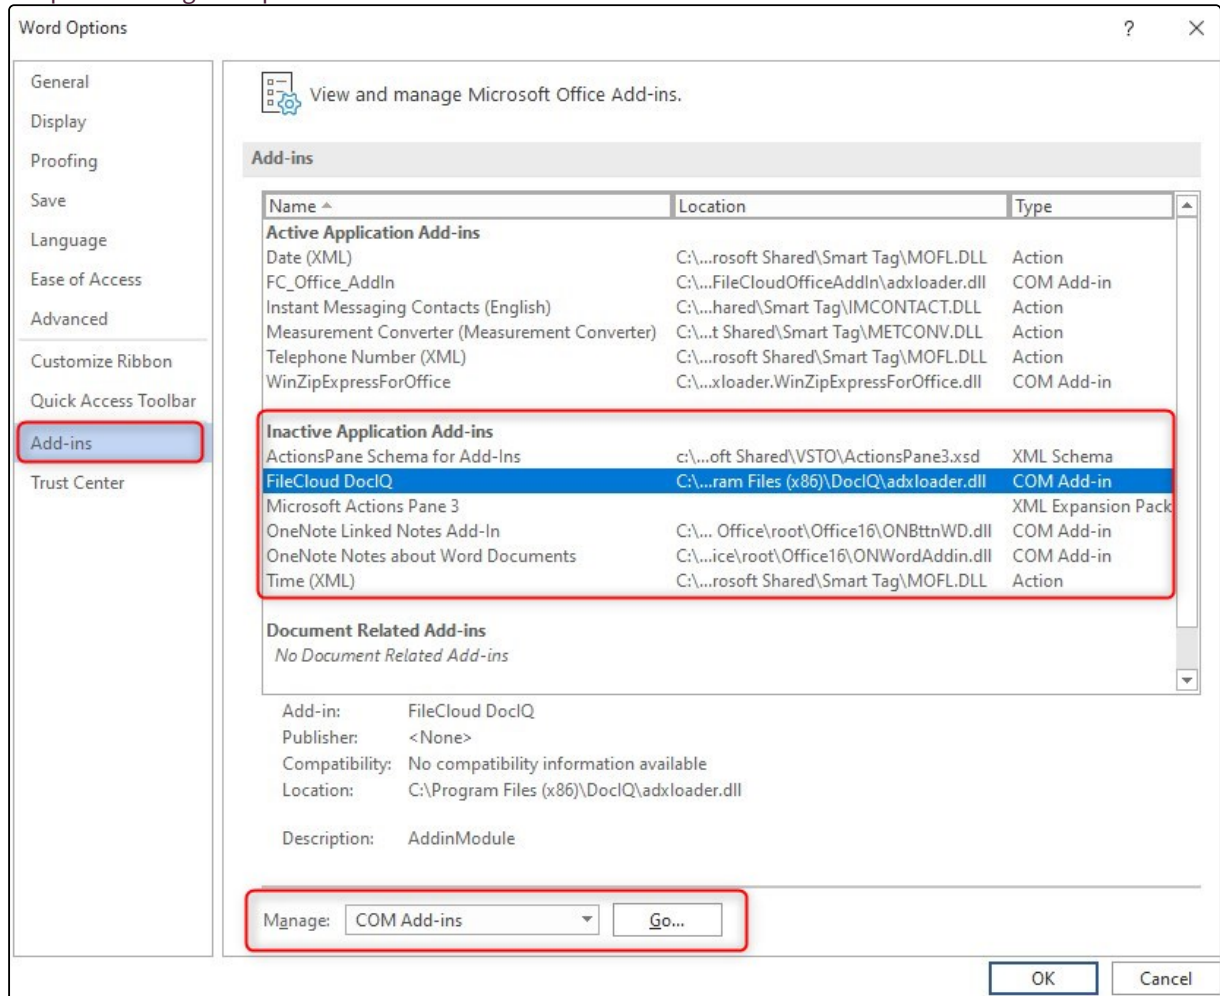 Word Options
?
General
Display
Proofing
Save
Language
Ease of Access
Advanced
Customize Ribbon
Quick Access Toolbar
Add-ins
Trust Center
View and manage Microsoft Office Add-ins.
Add-ins
Name Location Type
Active Application Add-ins
Date (XML) C:\...rosoft Shared\Smart Tag\MOFL.DLL Action
FC_Office_AddIn C:\...FileCloudOfficeAddIn\adxloader.dll COM Add-in
Instant Messaging Contacts (English) C:\...hared\Smart Tag\IMCONTACT.DLL Action
Measurement Converter (Measurement Converter) C:\...t Shared\Smart Tag\METCONV.DLL Action
Telephone Number (XML) C:\...rosoft Shared\Smart Tag\MOFL.DLL Action
WinZipExpressForOffice C:\...xloader.WinZipExpressForOffice.dll COM Add-in
Inactive Application Add-ins
ActionsPane Schema for Add-Ins c:\...oft Shared\VSTO\ActionsPane3.xsd XML Schema
FileCloud DocIQ C:\...ram Files (x86)\DocIQ\adxloader.dll COM Add-in
Microsoft Actions Pane 3 XML Expansion Pack
OneNote Linked Notes Add-In C:\... Office\root\Office16\ONBttnWD.dll COM Add-in
OneNote Notes about Word Documents C:\...ice\root\Office16\ONWordAddin.dll COM Add-in
Time (XML) C:\...rosoft Shared\Smart Tag\MOFL.DLL Action
Document Related Add-ins
No Document Related Add-ins
Add-in: FileCloud DocIQ
Publisher: <None>
Compatibility: No compatibility information available
Location: C:\Program Files (x86)\DocIQ\adxloader.dll
Description: AddinModule
Manage: COM Add-ins Go...
OK Cancel